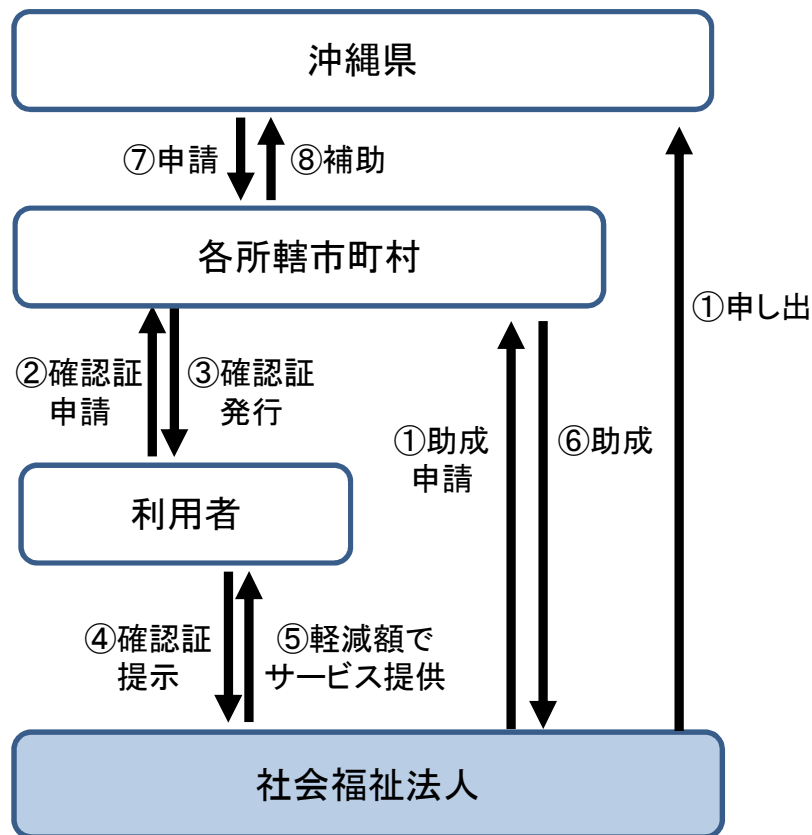 沖縄県
⑦申請
⑧補助
各所轄市町村
①申し出
②確認証
申請
③確認証
発行
①助成
申請
⑥助成
利用者
④確認証
提示
⑤軽減額で
サービス提供
社会福祉法人